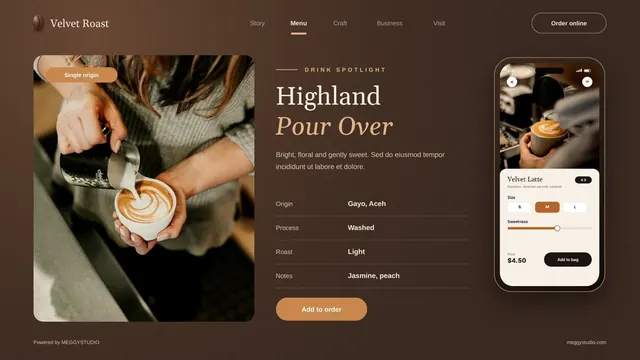 Velvet Roast
Story
Menu
Craft
Business
Visit
Order online
Single origin
DRINK SPOTLIGHT
Highland
Pour Over
Bright, floral and gently sweet. Sed do eiusmod tempor
incididunt ut labore et dolore.
Origin Gayo, Aceh
Process Washed
Roast Light
Notes Jasmine, peach
Add to order
Velvet Latte
Size
S M L
Sweetness
Price
$4.50
Add to bag
Powered by MEGGYSTUDIO
meggystudio.com